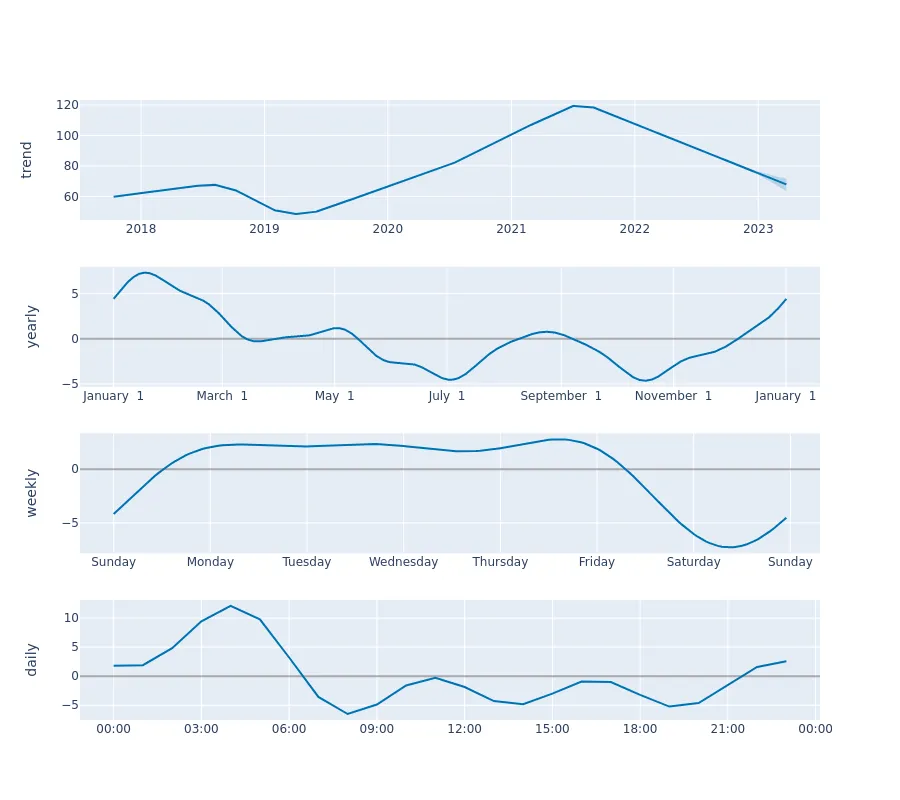 trend
120
100
80
60
2018 2019 2020 2021 2022 2023
yearly
5
0
−5
January 1 March 1 May 1 July 1 September 1 November 1 January 1
weekly
0
−5
Sunday Monday Tuesday Wednesday Thursday Friday Saturday Sunday
daily
10
5
0
−5
00:00 03:00 06:00 09:00 12:00 15:00 18:00 21:00 00:00